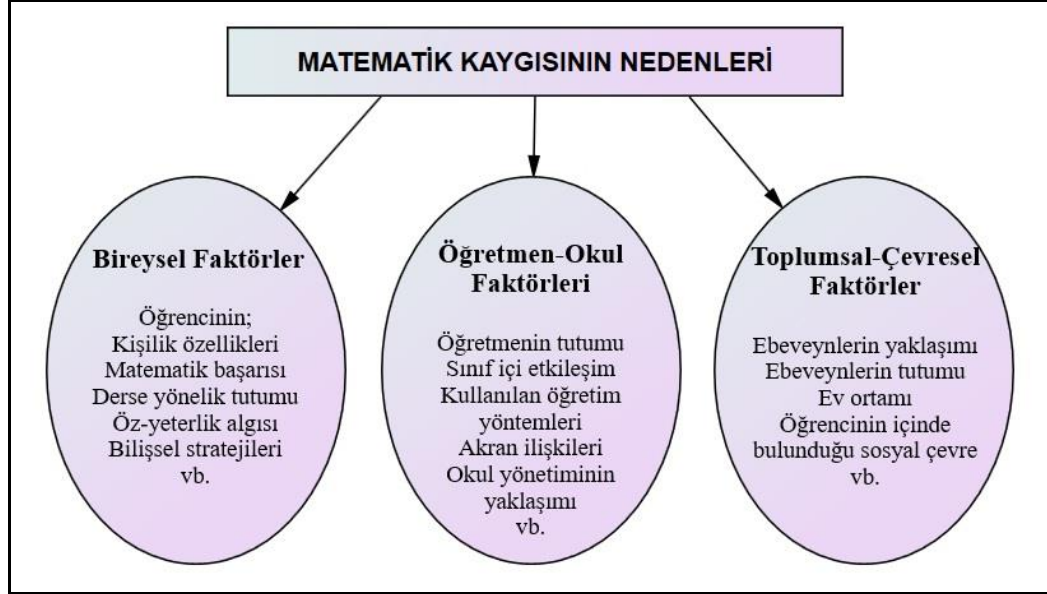 MATEMATİK KAYGISININ NEDENLERİ
Bireysel Faktörler
Öğrencinin;
Kişilik özellikleri
Matematik başarısı
Derse yönelik tutumu
Öz-yeterlik algısı
Bilişsel stratejileri
vb.
Öğretmen-Okul
Faktörleri
Öğretmenin tutumu
Sınıf içi etkileşim
Kullanılan öğretim
yöntemleri
Akran ilişkileri
Okul yönetiminin
yaklaşımı
vb.
Toplumsal-Çevresel
Faktörler
Ebeveynlerin yaklaşımı
Ebeveynlerin tutumu
Ev ortamı
Öğrencinin içinde
bulunduğu sosyal çevre
vb.